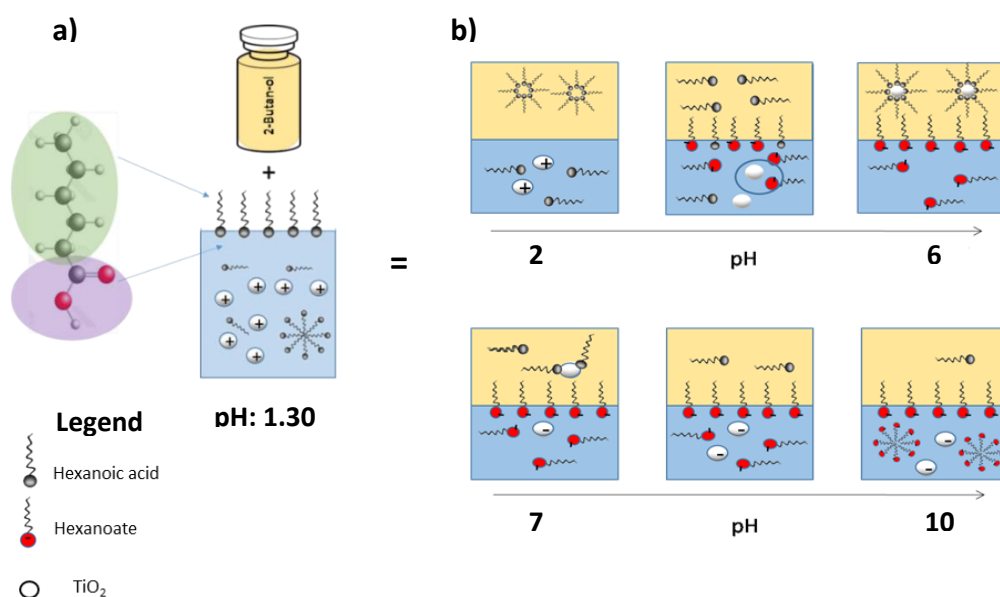 a)
2-Butan-ol
+
+
+
+
+
+
+
+
pH: 1.30
Legend
Hexanoic acid
Hexanoate
TiO₂
=
b)
+
+
2
pH
6
-
-
-
-
-
7
pH
10